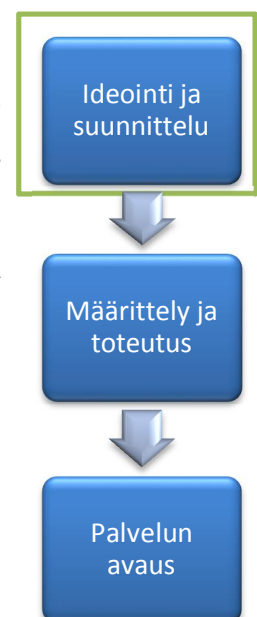 Ideointi ja
suunnittelu
Määrittely ja
toteutus
Palvelun
avaus